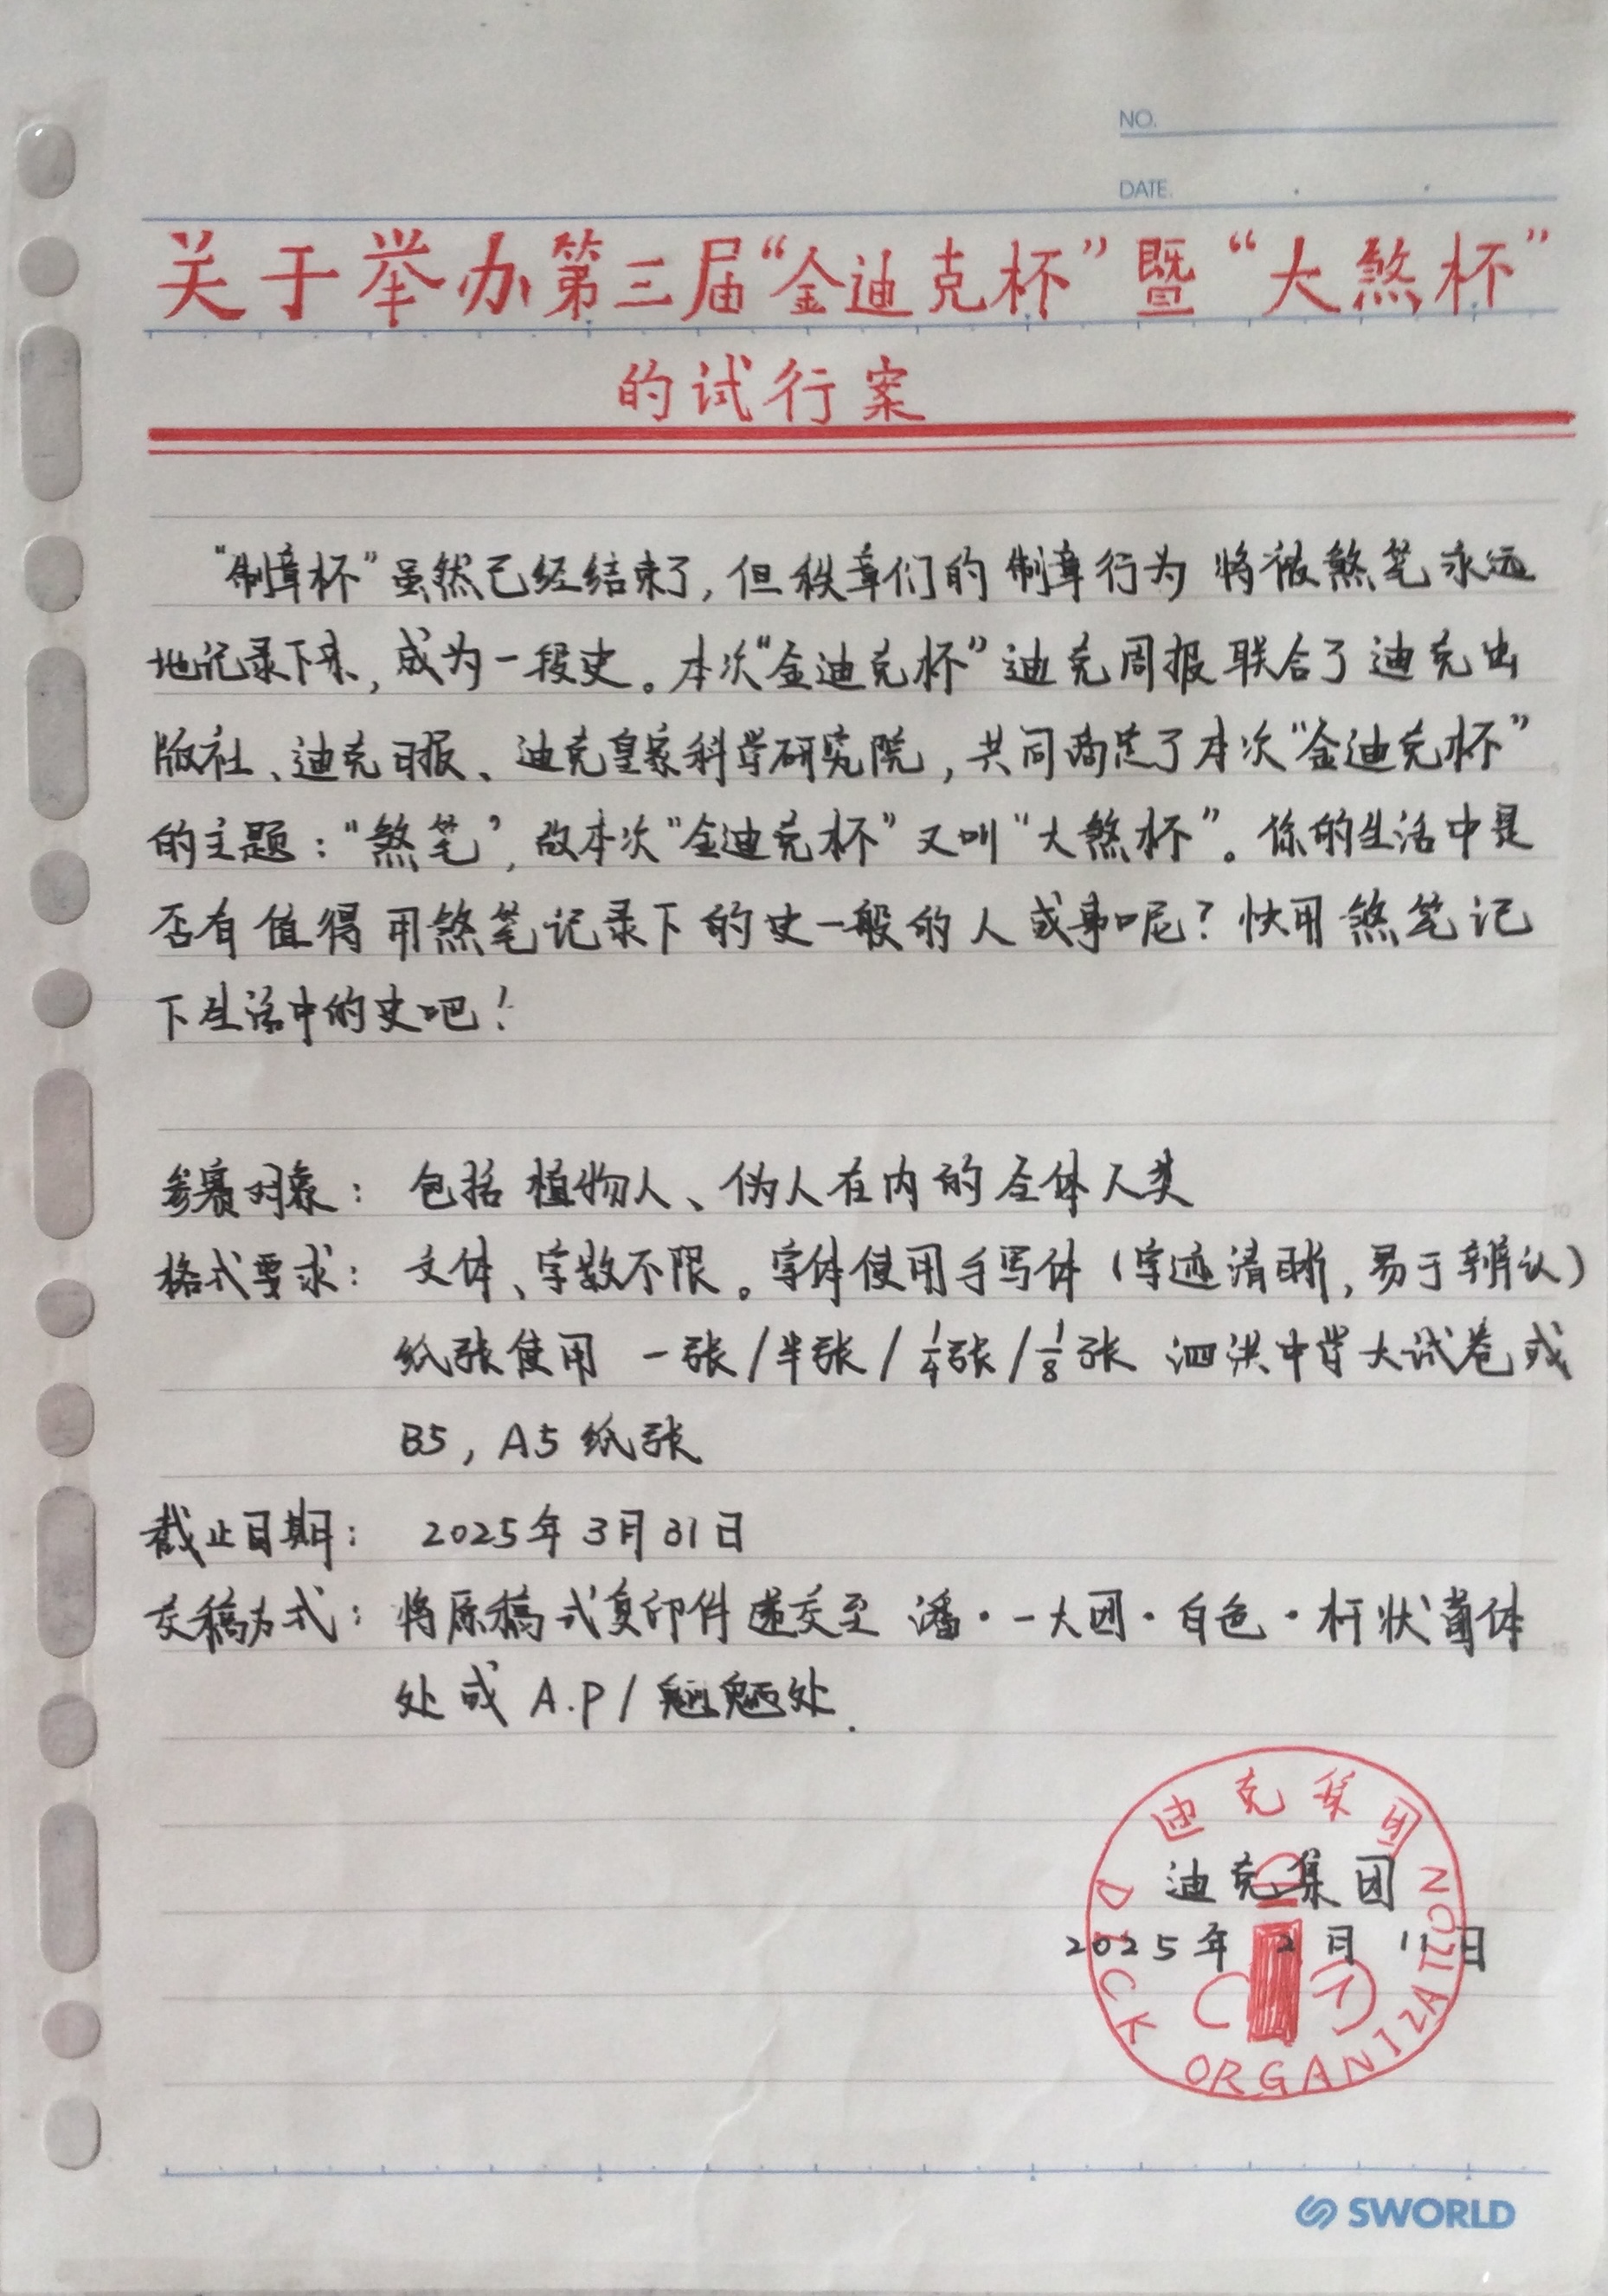 NO.
DATE.
关于举办第三届“金迪克杯”暨“大煞杯”
的试行案
“制章杯”虽然已经结束了,但秩章们的制章行为将被煞笔永远
地记录下来,成为一段史。本次“金迪克杯”迪克周报联合了迪克出
版社、迪克日报、迪克皇家科学研究院,共同商定了本次“金迪克杯”
的主题:“煞笔”,故本次“金迪克杯”又叫“大煞杯”。你的生活中是
否有值得用煞笔记录下的史一般的人或事呢?快用煞笔记
下生活中的史吧!
参赛对象: 包括植物人、伪人在内的全体人类
格式要求: 文体、字数不限。字体使用手写体(字迹清晰,易于辨认)
纸张使用 一张/半张/1/4张/1/8张 泗洪中学大试卷或
B5, A5纸张
截止日期: 2025年3月31日
交稿方式: 将原稿或复印件递交至 潘·一大团·白色·杆状菌体
处或 A.P/ 处.
迪克集团
迪克集团
2025年2月11日
DICK ORGANIZATION
SWORLD